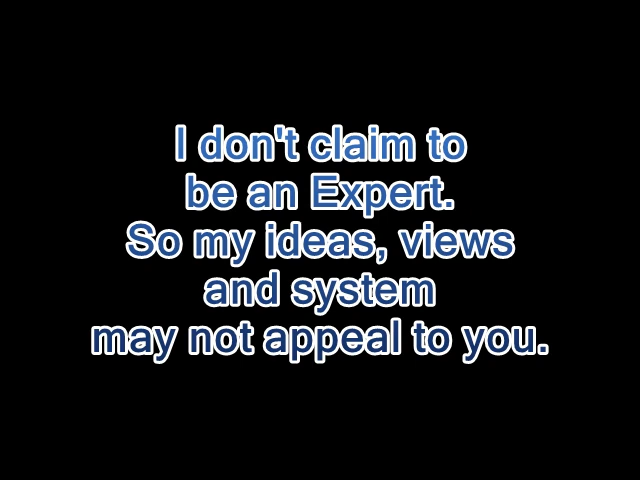 I don't claim to
be an Expert.
So my ideas, views
and system
may not appeal to you.